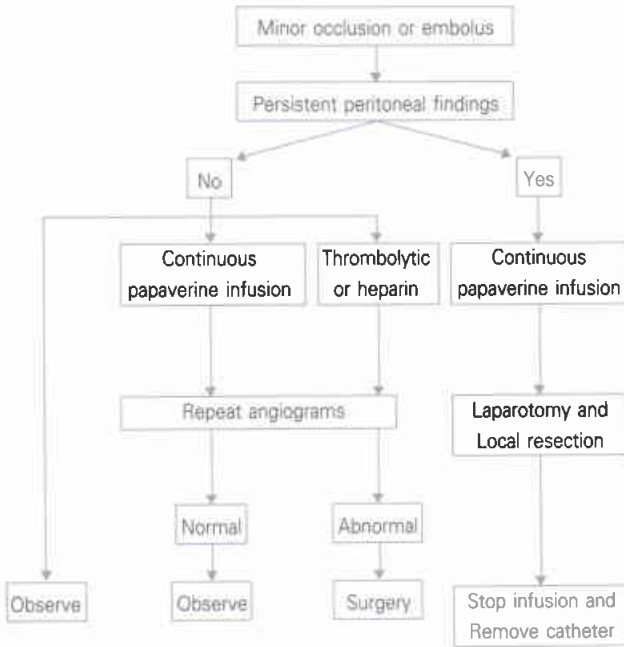 Minor occlusion or embolus
Persistent peritoneal findings
No
Yes
Continuous
papaverine infusion
Thrombolytic
or heparin
Continuous
papaverine infusion
Repeat angiograms
Laparotomy and
Local resection
Normal
Abnormal
Observe
Observe
Surgery
Stop infusion and
Remove catheter